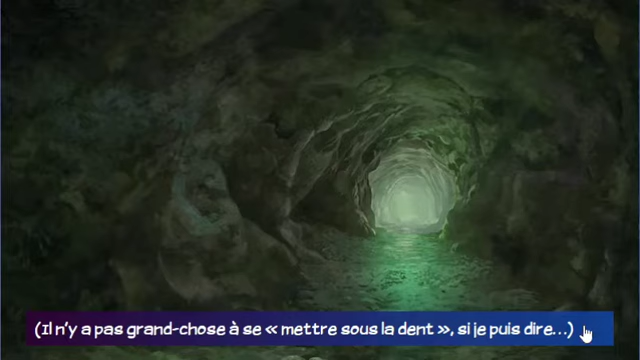 (Il n'y a pas grand-chose à se « mettre sous la dent », si je puis dire...)